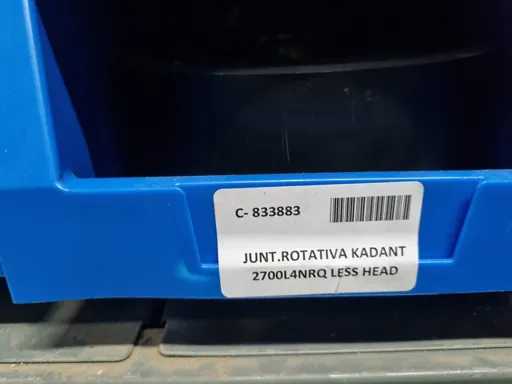 C- 833883
JUNT.ROTATIVA KADANT
2700L4NRQ LESS HEAD